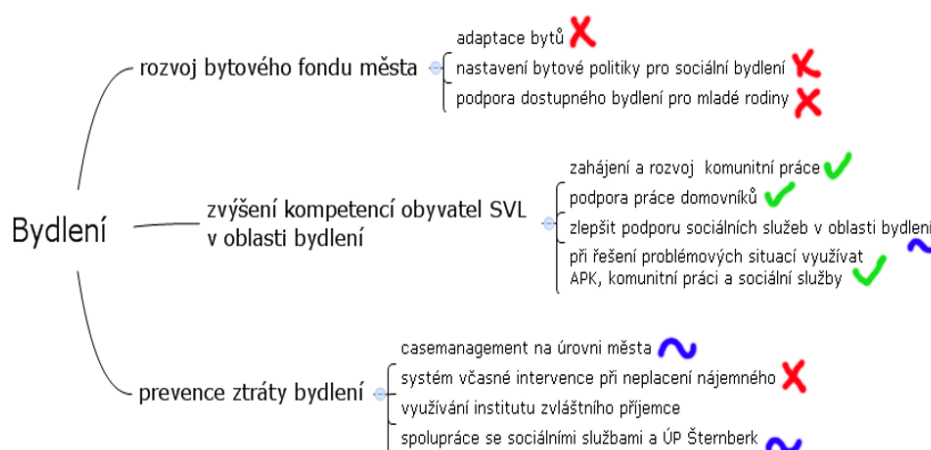 Bydlení
rozvoj bytového fondu města
adaptace bytů
nastavení bytové politiky pro sociální bydlení
podpora dostupného bydlení pro mladé rodiny
zvýšení kompetencí obyvatel SVL
v oblasti bydlení
zahájení a rozvoj komunitní práce
podpora práce domovníků
zlepšit podporu sociálních služeb v oblasti bydlení
při řešení problémových situací využívat
APK, komunitní práci a sociální služby
prevence ztráty bydlení
casemanagement na úrovni města
systém včasné intervence při neplacení nájemného
využívání institutu zvláštního příjemce
spolupráce se sociálními službami a ÚP Šternberk